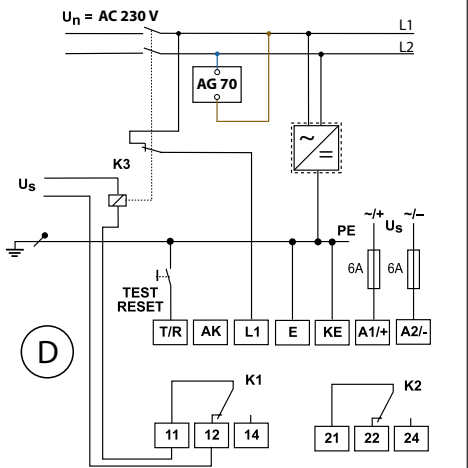 Un = AC 230 V
L1
L2
AG 70
~
=
K3
Us
PE
~/+ Us ~/–
6A 6A
TEST
RESET
T/R AK L1 E KE A1/+ A2/-
D
K1
K2
11 12 14
21 22 24